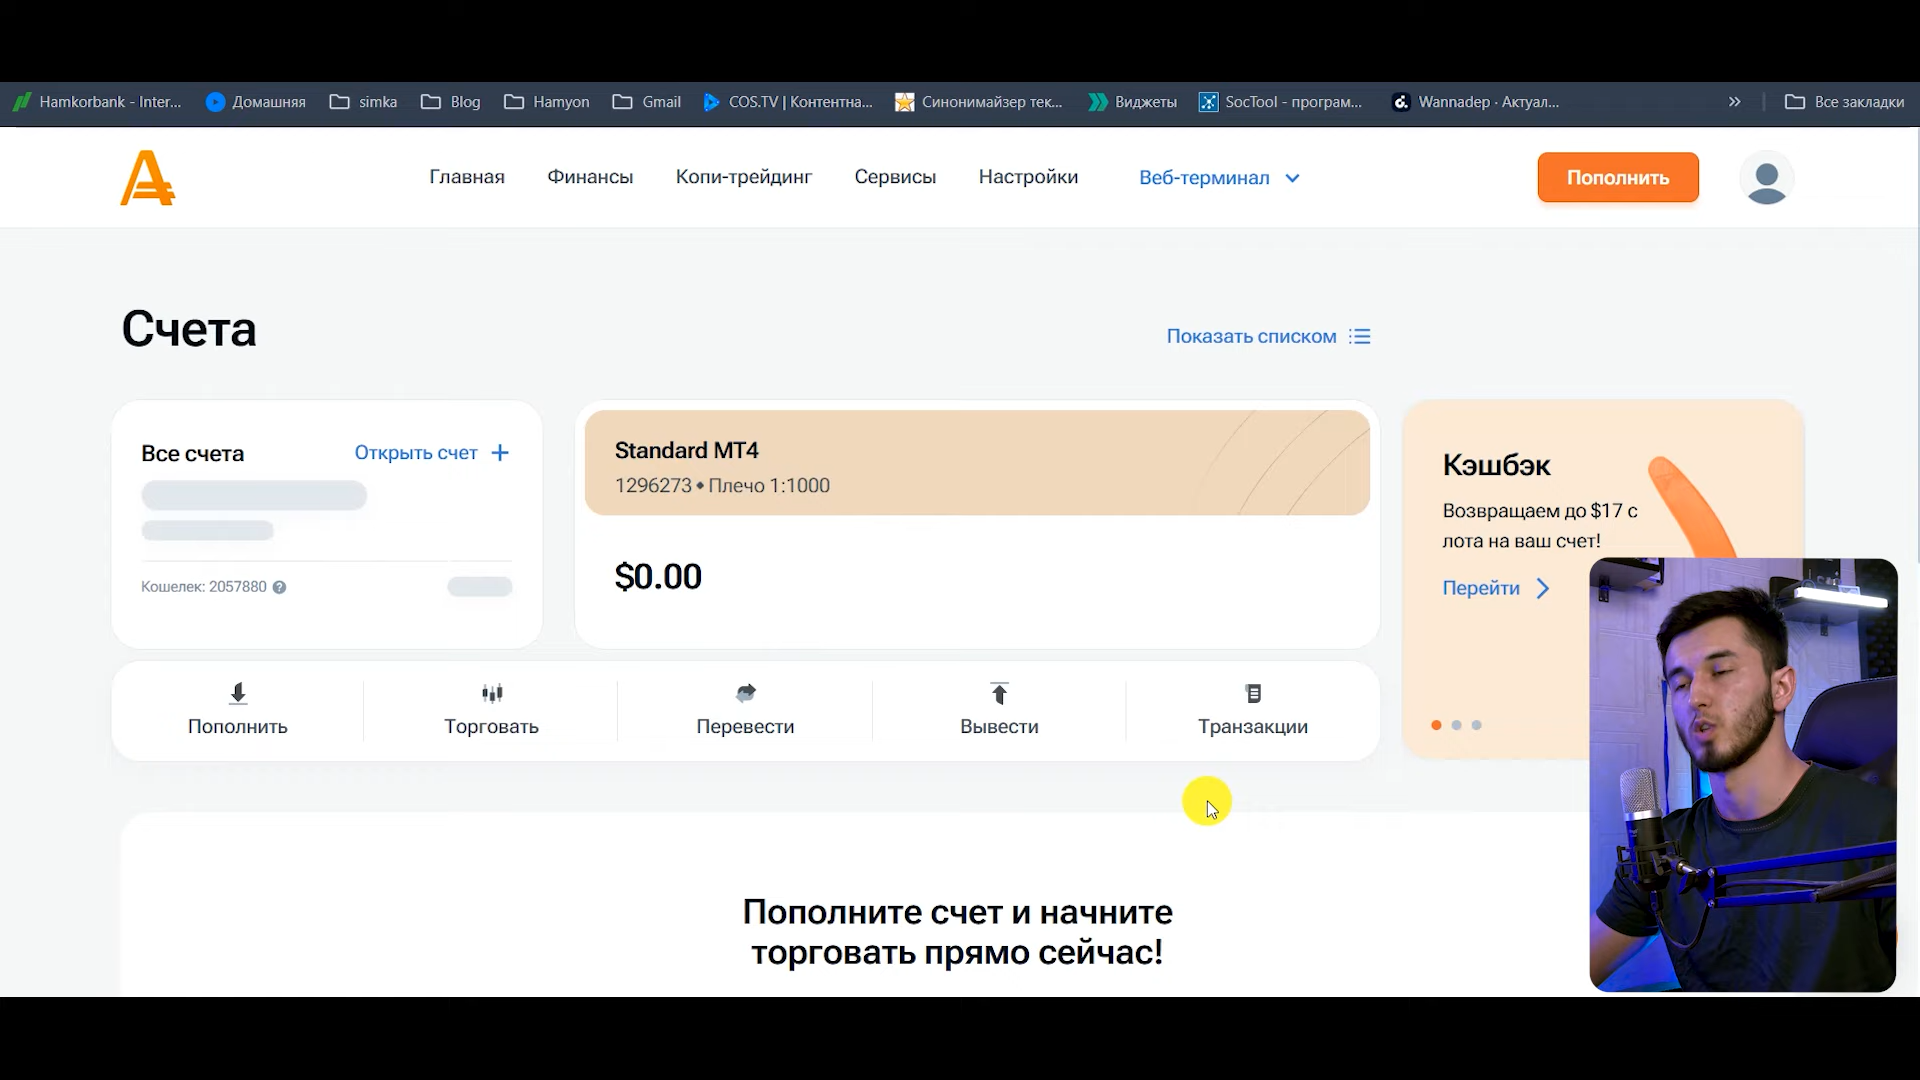 Hamkorbank - Inter...
Домашняя
simka
Blog
Hamyon
Gmail
COS.TV | Контентна...
Синонимайзер тек...
Виджеты
SocTool - програм...
Wannadep · Актуал...
Все закладки
Главная
Финансы
Копи-трейдинг
Сервисы
Настройки
Веб-терминал
Пополнить
Счета
Показать списком
Все счета
Открыть счет +
Кошелек: 2057880
Standard MT4
1296273 • Плечо 1:1000
$0.00
Кэшбэк
Возвращаем до $17 с
лота на ваш счет!
Перейти
Пополнить
Торговать
Перевести
Вывести
Транзакции
Пополните счет и начните
торговать прямо сейчас!